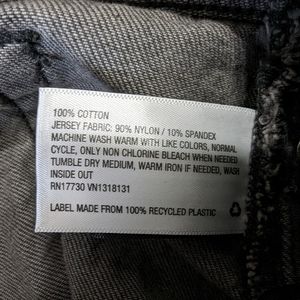 100% COTTON
JERSEY FABRIC: 90% NYLON / 10% SPANDEX
MACHINE WASH WARM WITH LIKE COLORS, NORMAL
CYCLE, ONLY NON CHLORINE BLEACH WHEN NEEDED
TUMBLE DRY MEDIUM, WARM IRON IF NEEDED, WASH
INSIDE OUT
RN17730 VN1318131
LABEL MADE FROM 100% RECYCLED PLASTIC